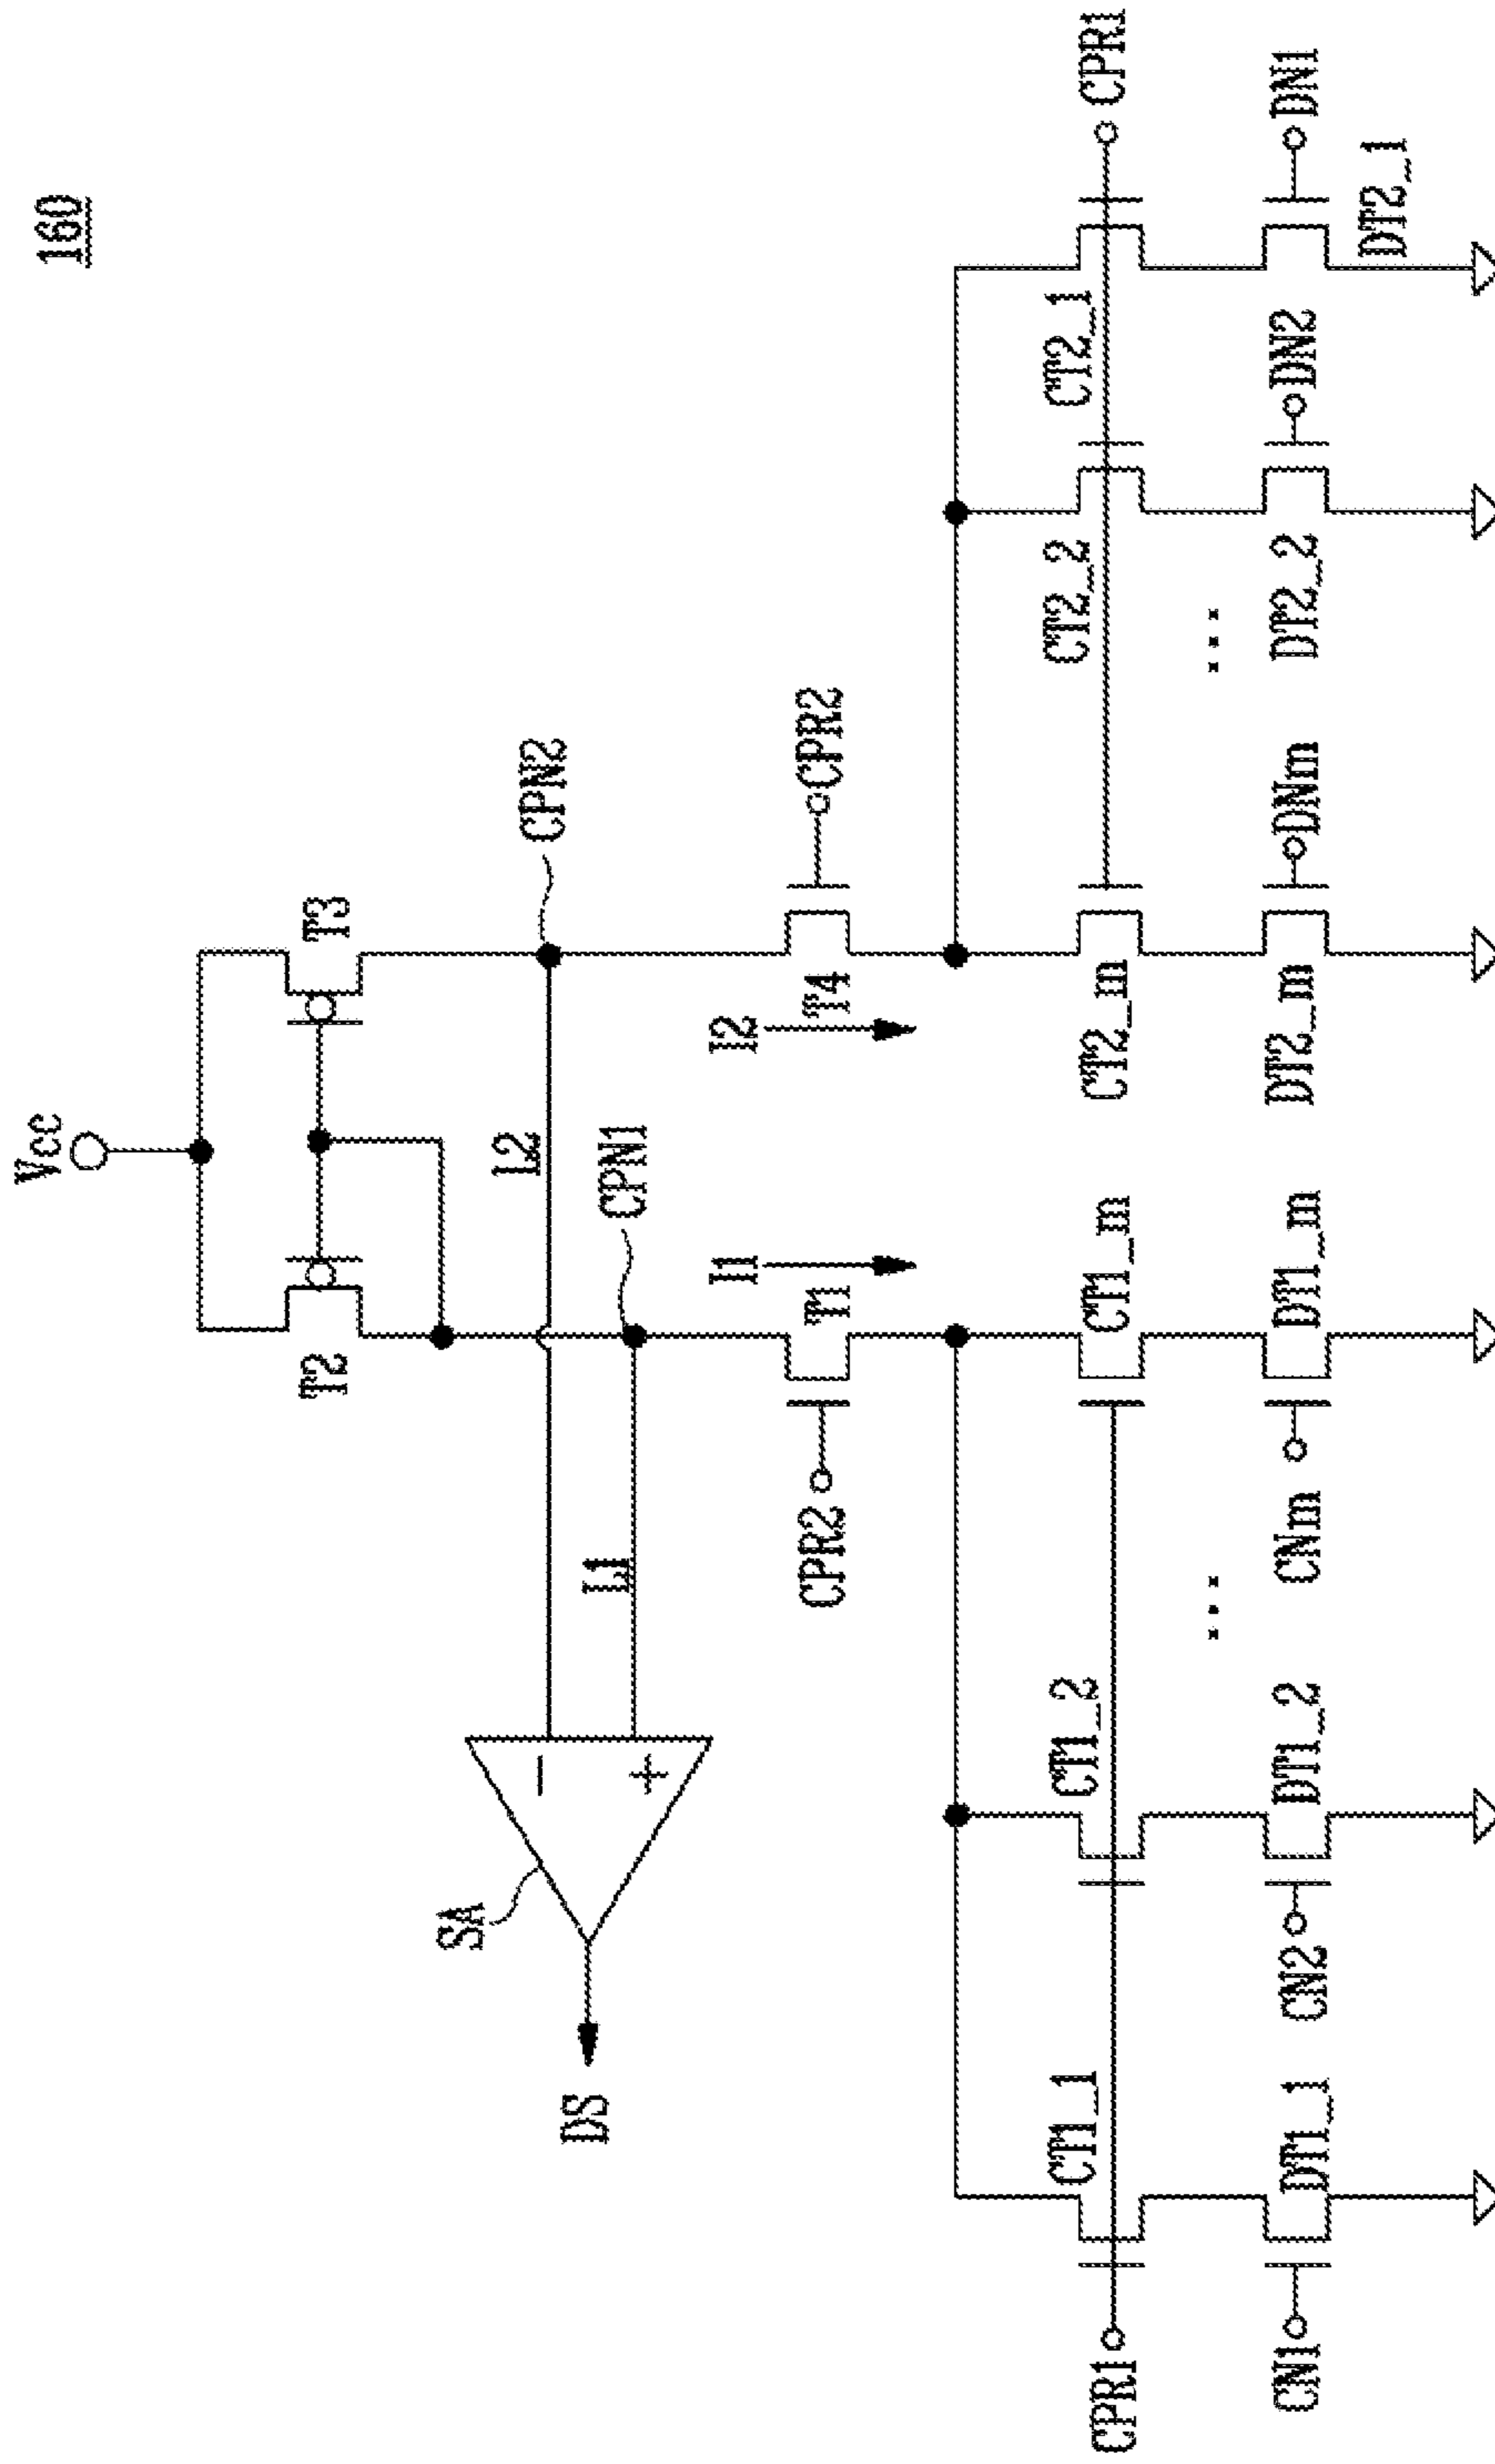 160
Vcc
T2
T3
CPN2
L2
CPN1
L1
SA
-
+
DS
I1
I2
CPR2
T1
T4
CPR2
CPR1
CT1_1
CT1_2
CT1_m
CT2_m
CT2_2
CT2_1
CPR1
...
...
CN1
DT1_1
CN2
DT1_2
CNm
DT1_m
DT2_m
DNm
DT2_2
DN2
DN1
DT2_1